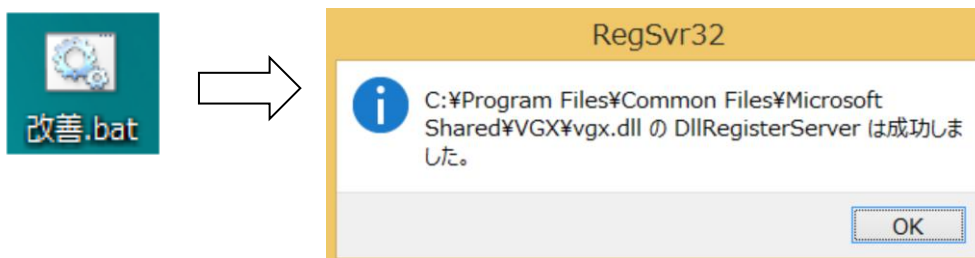 改善.bat
RegSvr32
C:¥Program Files¥Common Files¥Microsoft
Shared¥VGX¥vgx.dll の DllRegisterServer は成功しま
した。
OK